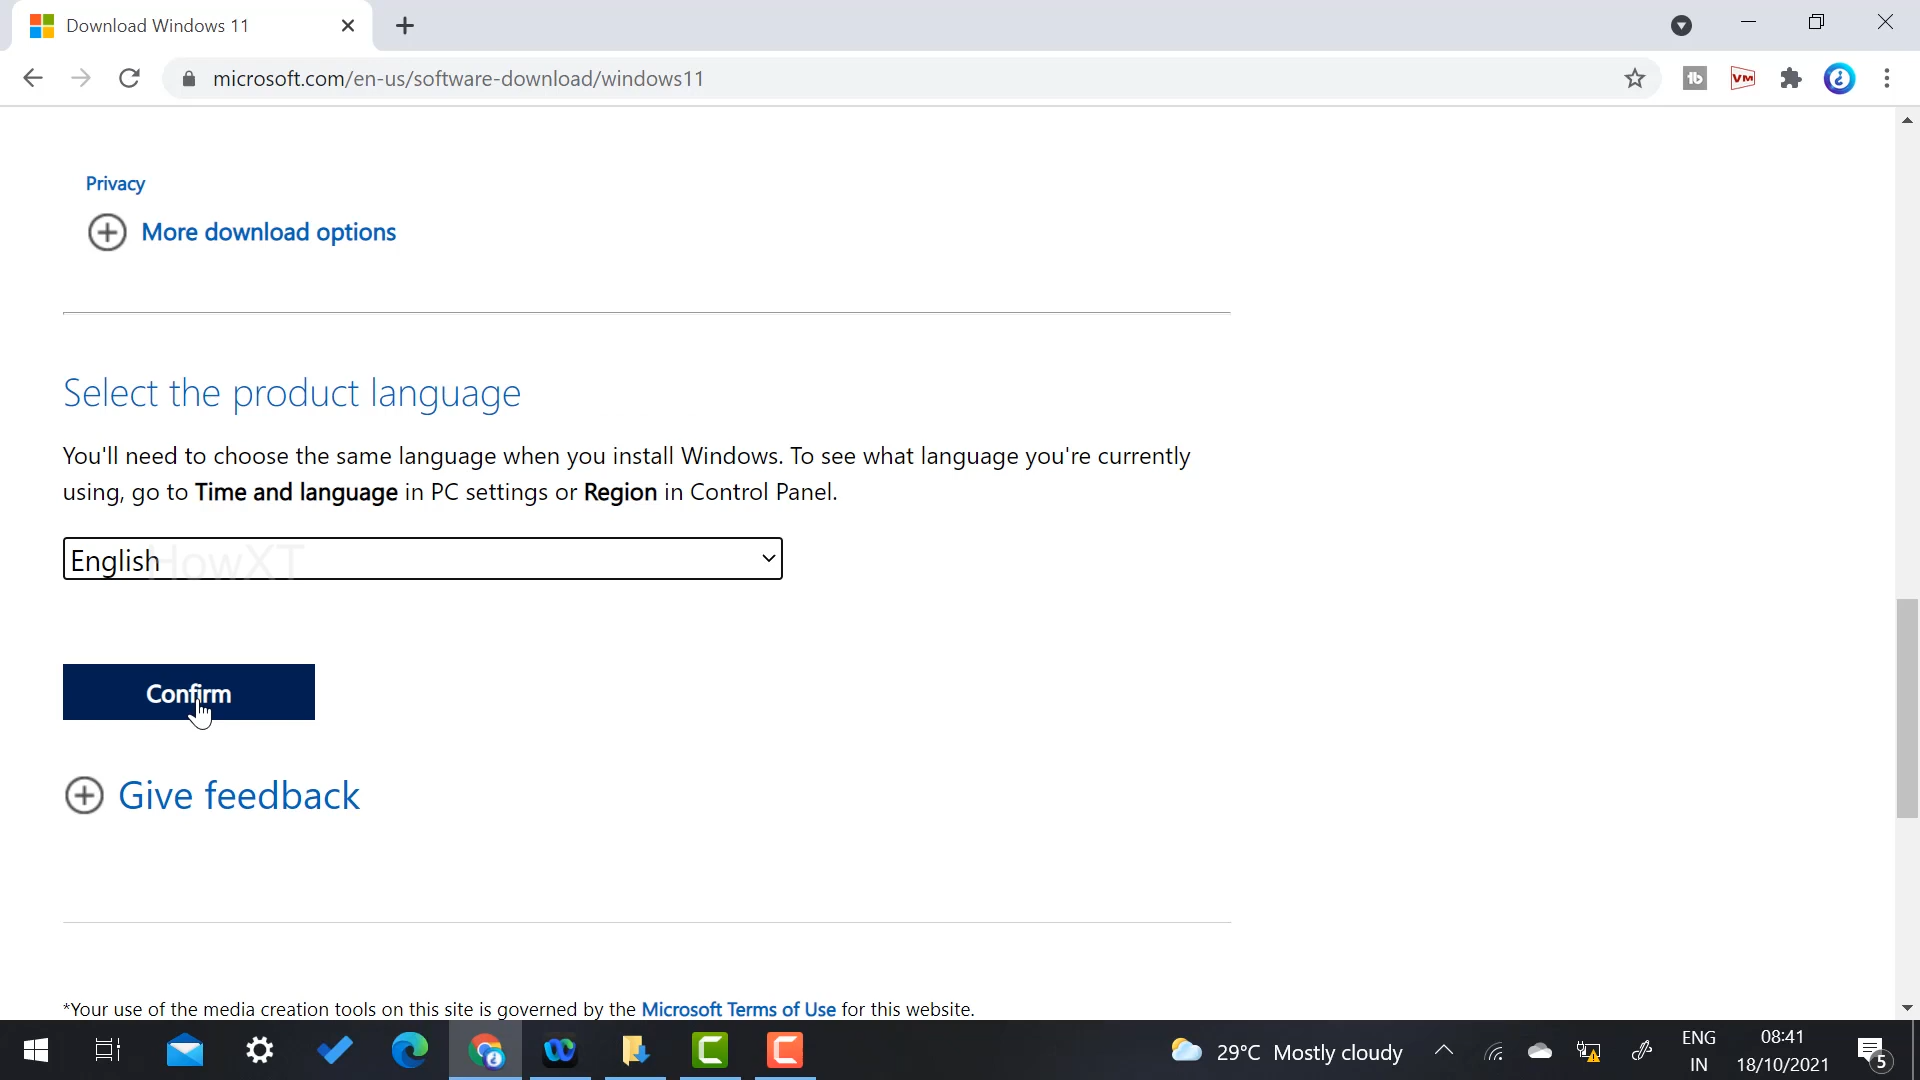 Download Windows 11
microsoft.com/en-us/software-download/windows11
tb
VM
Privacy
More download options
Select the product language
You'll need to choose the same language when you install Windows. To see what language you're currently
using, go to Time and language in PC settings or Region in Control Panel.
English
HowXT
Confirm
Give feedback
*Your use of the media creation tools on this site is governed by the Microsoft Terms of Use for this website.
29°C Mostly cloudy
ENG
IN
08:41
18/10/2021
5